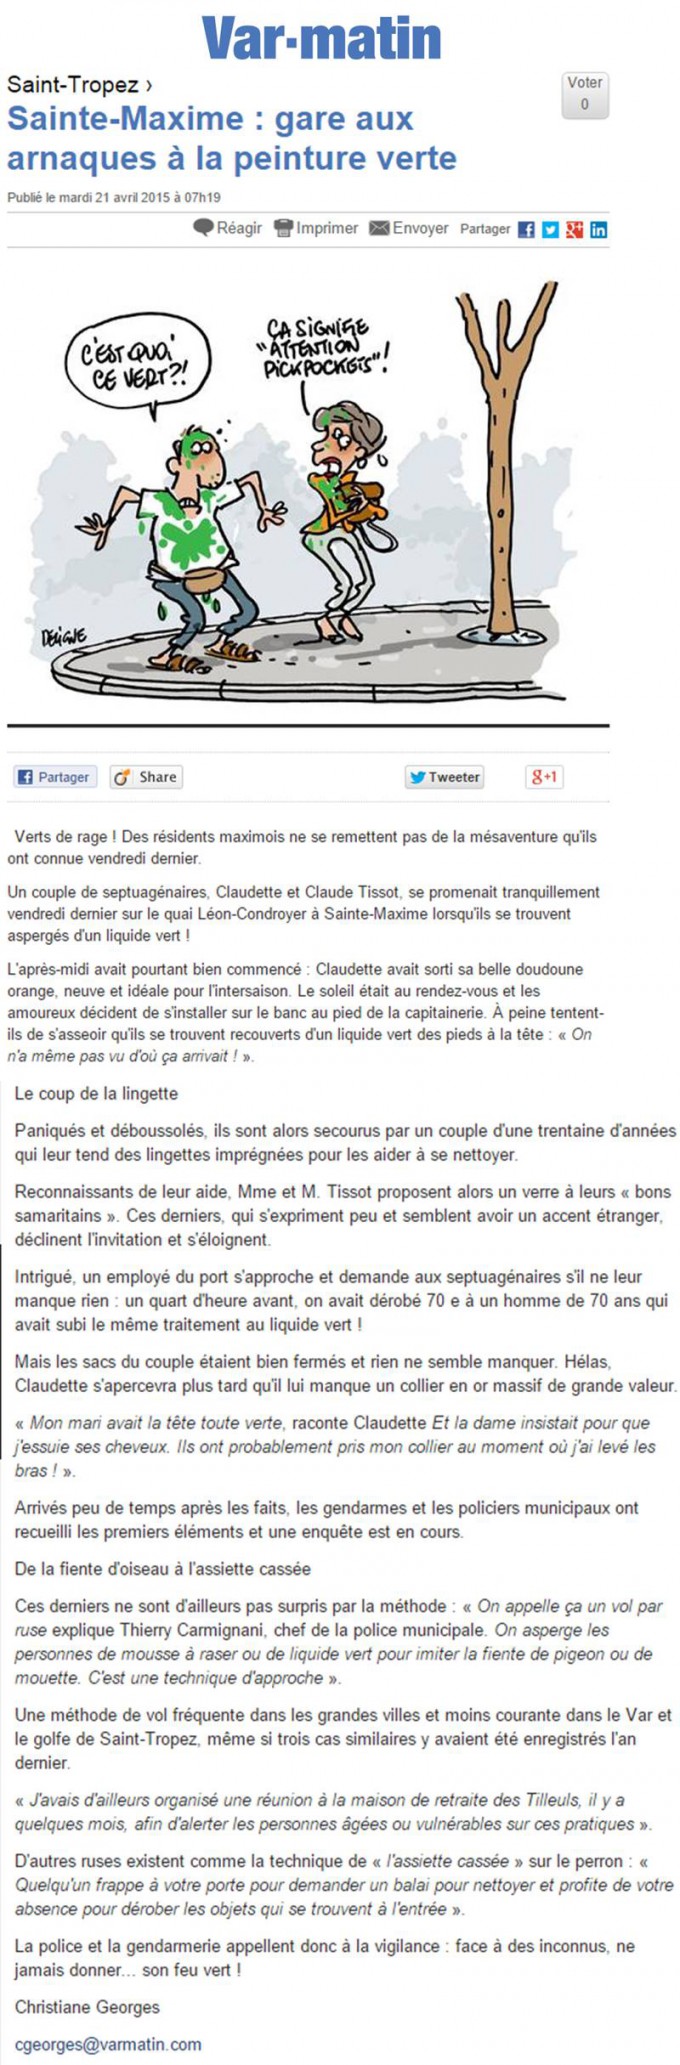 Var-matin
Saint-Tropez ›
Voter
0
Sainte-Maxime : gare aux
arnaques à la peinture verte
Publié le mardi 21 avril 2015 à 07h19
Réagir Imprimer Envoyer Partager
C'EST QUOI
CE VERT?!
ÇA SIGNIFIE
"ATTENTION
PICKPOCKETS"!
DELIGNE
Partager Share Tweeter g+1
Verts de rage ! Des résidents maximois ne se remettent pas de la mésaventure qu'ils
ont connue vendredi dernier.
Un couple de septuagénaires, Claudette et Claude Tissot, se promenait tranquillement
vendredi dernier sur le quai Léon-Condroyer à Sainte-Maxime lorsqu'ils se trouvent
aspergés d'un liquide vert !
L'après-midi avait pourtant bien commencé : Claudette avait sorti sa belle doudoune
orange, neuve et idéale pour l'intersaison. Le soleil était au rendez-vous et les
amoureux décident de s'installer sur le banc au pied de la capitainerie. À peine tentent-
ils de s'asseoir qu'ils se trouvent recouverts d'un liquide vert des pieds à la tête : « On
n'a même pas vu d'où ça arrivait ! ».
Le coup de la lingette
Paniqués et déboussolés, ils sont alors secourus par un couple d'une trentaine d'années
qui leur tend des lingettes imprégnées pour les aider à se nettoyer.
Reconnaissants de leur aide, Mme et M. Tissot proposent alors un verre à leurs « bons
samaritains ». Ces derniers, qui s'expriment peu et semblent avoir un accent étranger,
déclinent l'invitation et s'éloignent.
Intrigué, un employé du port s'approche et demande aux septuagénaires s'il ne leur
manque rien : un quart d'heure avant, on avait dérobé 70 e à un homme de 70 ans qui
avait subi le même traitement au liquide vert !
Mais les sacs du couple étaient bien fermés et rien ne semble manquer. Hélas,
Claudette s'apercevra plus tard qu'il lui manque un collier en or massif de grande valeur.
« Mon mari avait la tête toute verte, raconte Claudette Et la dame insistait pour que
j'essuie ses cheveux. Ils ont probablement pris mon collier au moment où j'ai levé les
bras ! ».
Arrivés peu de temps après les faits, les gendarmes et les policiers municipaux ont
recueilli les premiers éléments et une enquête est en cours.
De la fiente d'oiseau à l'assiette cassée
Ces derniers ne sont d'ailleurs pas surpris par la méthode : « On appelle ça un vol par
ruse explique Thierry Carmignani, chef de la police municipale. On asperge les
personnes de mousse à raser ou de liquide vert pour imiter la fiente de pigeon ou de
mouette. C'est une technique d'approche ».
Une méthode de vol fréquente dans les grandes villes et moins courante dans le Var et
le golfe de Saint-Tropez, même si trois cas similaires y avaient été enregistrés l'an
dernier.
« J'avais d'ailleurs organisé une réunion à la maison de retraite des Tilleuls, il y a
quelques mois, afin d'alerter les personnes âgées ou vulnérables sur ces pratiques ».
D'autres ruses existent comme la technique de « l'assiette cassée » sur le perron : «
Quelqu'un frappe à votre porte pour demander un balai pour nettoyer et profite de votre
absence pour dérober les objets qui se trouvent à l'entrée ».
La police et la gendarmerie appellent donc à la vigilance : face à des inconnus, ne
jamais donner... son feu vert !
Christiane Georges
cgeorges@varmatin.com